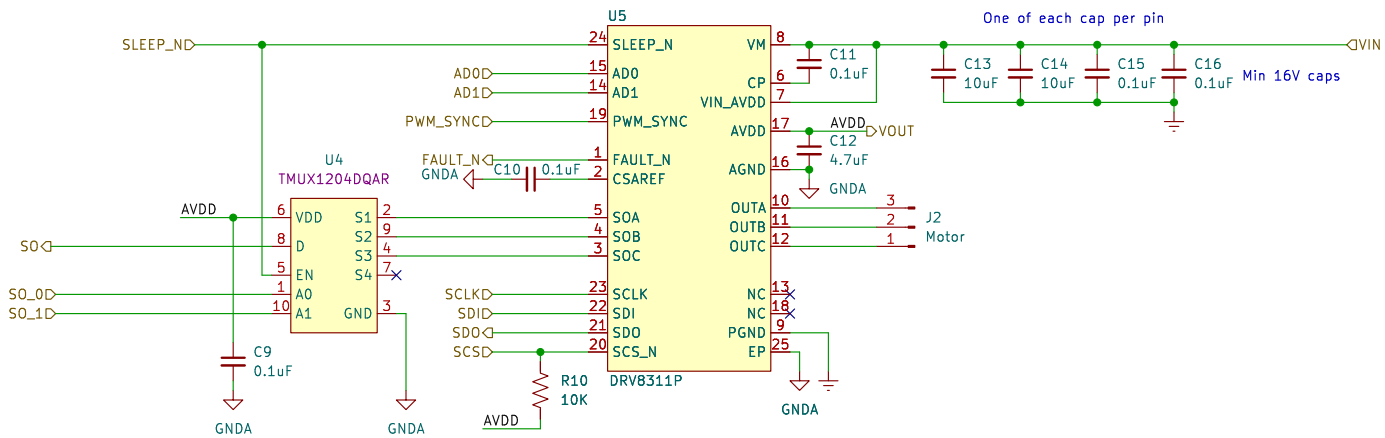 One of each cap per pin
U5
SLEEP_N
24 SLEEP_N
VM 8
VIN
C11
0.1uF
C13
10uF
C14
10uF
C15
0.1uF
C16
0.1uF
Min 16V caps
AD0
15 AD0
CP 6
AD1
14 AD1
VIN_AVDD 7
PWM_SYNC
19 PWM_SYNC
AVDD 17
AVDD
VOUT
C12
4.7uF
FAULT_N
1 FAULT_N
AGND 16
GNDA
GNDA
C10
0.1uF
2 CSAREF
U4
TMUX1204DQAR
OUTA 10
3
J2
Motor
AVDD
6 VDD
S1 2
5 SOA
OUTB 11
2
SO
8 D
S2 9
4 SOB
OUTC 12
1
S3 4
3 SOC
5 EN
S4 7
SO_0
1 A0
SCLK
23 SCLK
NC 13
SO_1
10 A1
GND 3
SDI
22 SDI
NC 18
SDO
21 SDO
PGND 9
SCS
20 SCS_N
EP 25
C9
0.1uF
DRV8311P
R10
10K
AVDD
GNDA
GNDA
GNDA